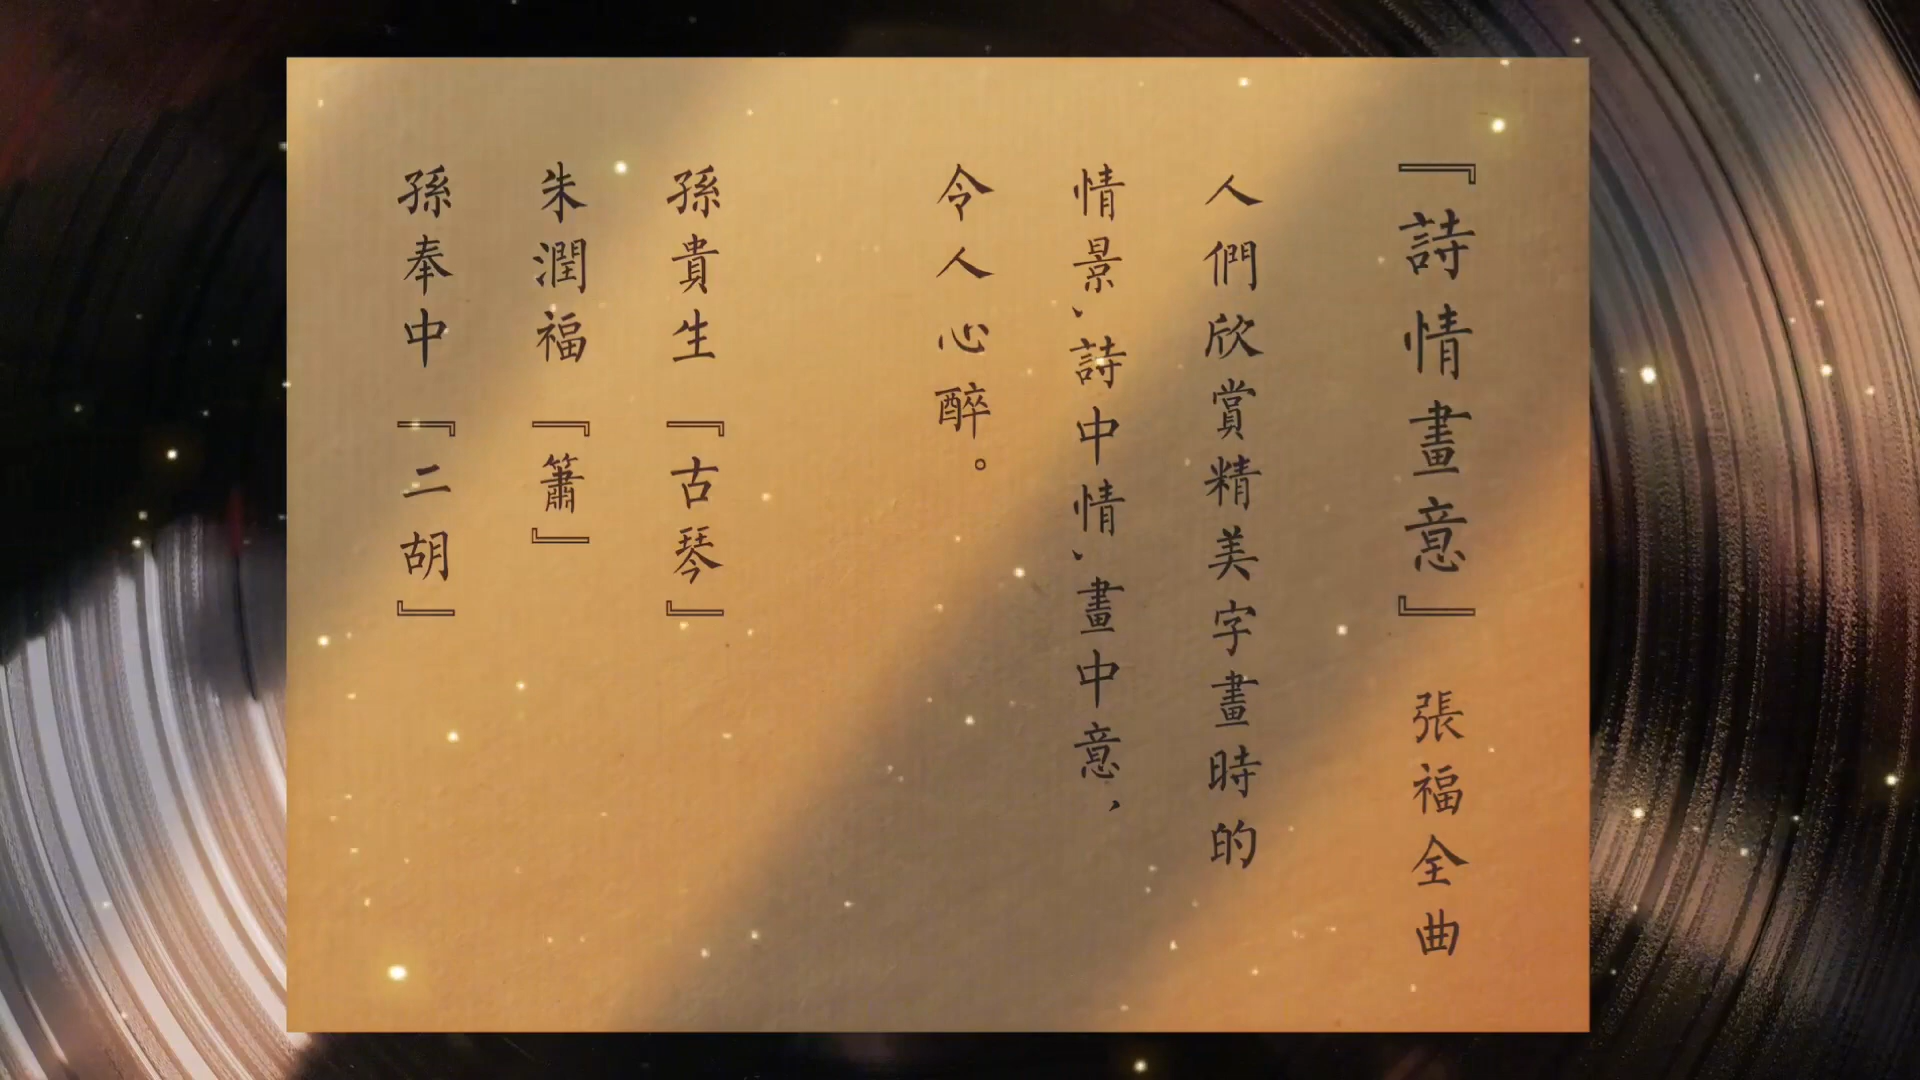 『詩情畫意』 張福全曲
人們欣賞精美字畫時的
情景、詩中情、畫中意，
令人心醉。
孫貴生『古琴』
朱潤福『簫』
孫奉中『二胡』